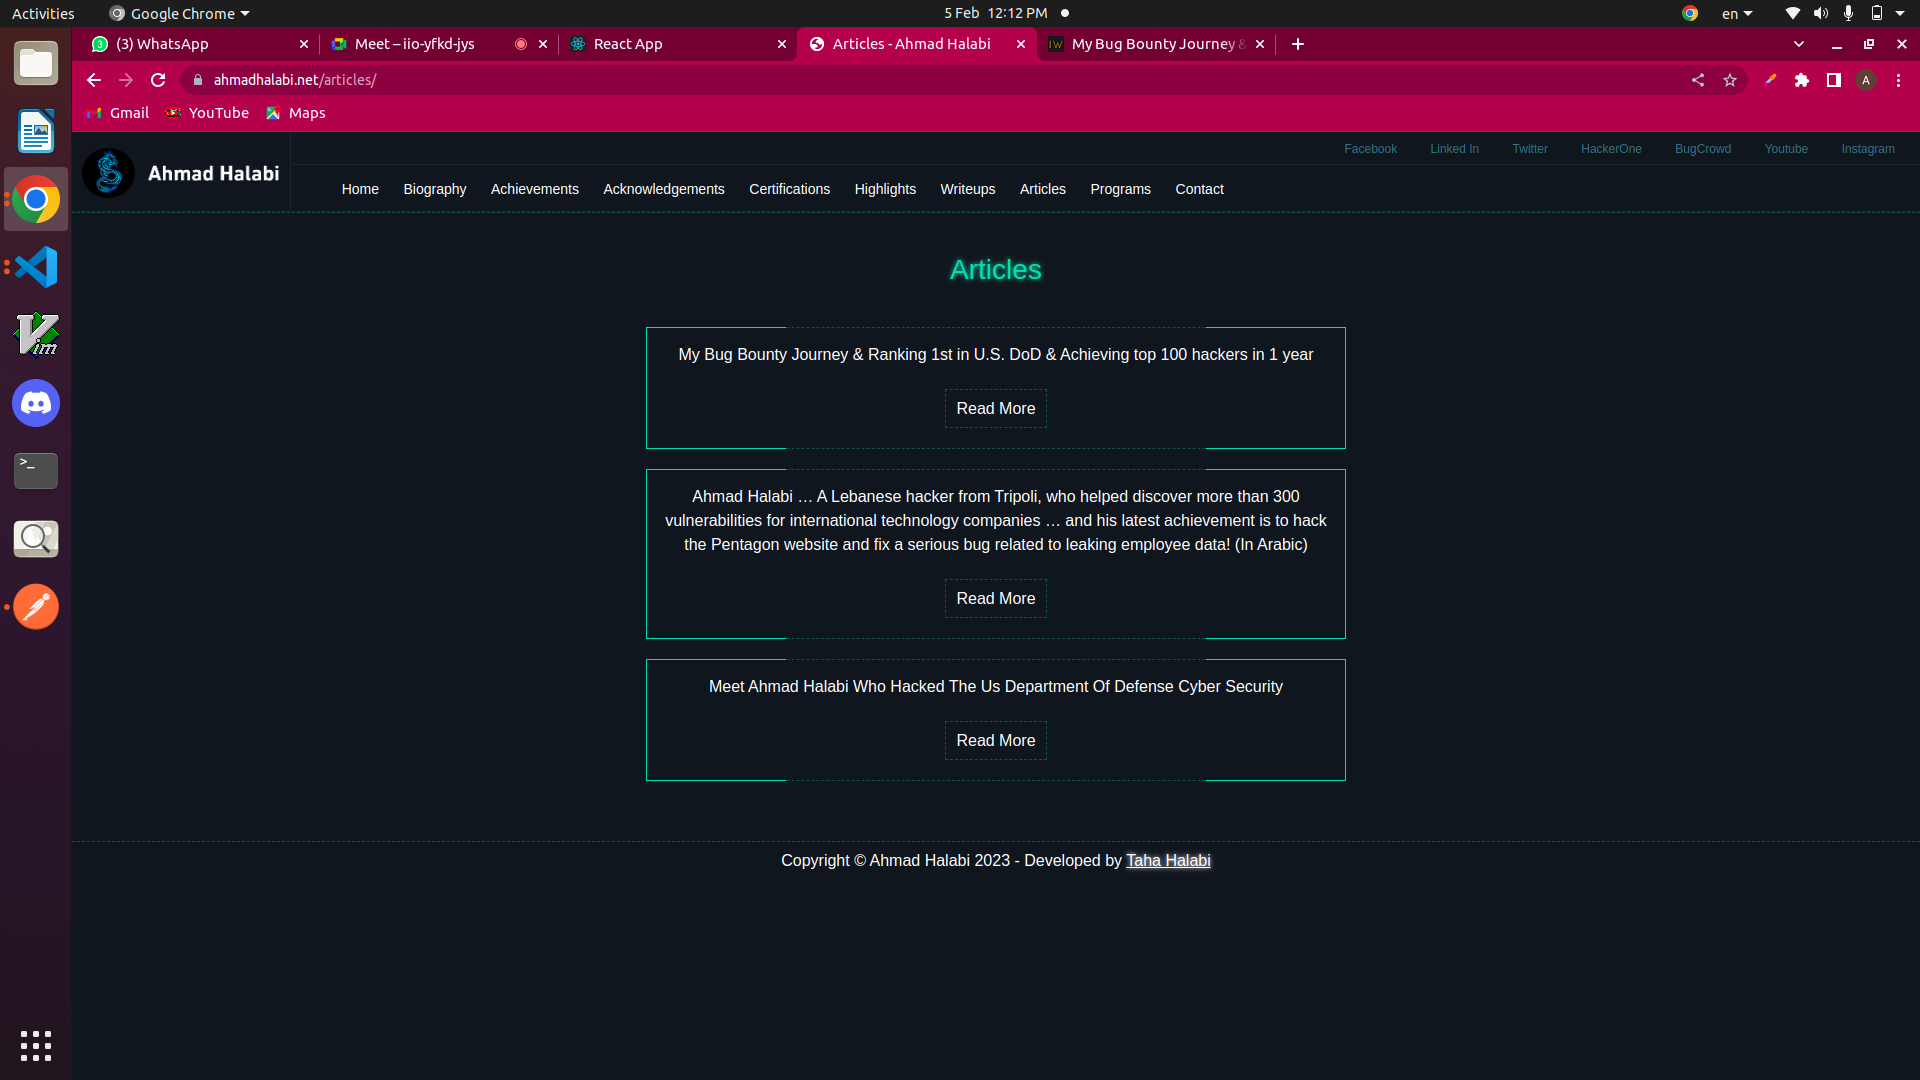 Activities
Google Chrome
5 Feb 12:12 PM
en
(3) WhatsApp
Meet – iio-yfkd-jys
React App
Articles - Ahmad Halabi
My Bug Bounty Journey &
ahmadhalabi.net/articles/
A
Gmail
YouTube
Maps
Ahmad Halabi
Facebook
Linked In
Twitter
HackerOne
BugCrowd
Youtube
Instagram
Home
Biography
Achievements
Acknowledgements
Certifications
Highlights
Writeups
Articles
Programs
Contact
Articles
My Bug Bounty Journey & Ranking 1st in U.S. DoD & Achieving top 100 hackers in 1 year
Read More
Ahmad Halabi … A Lebanese hacker from Tripoli, who helped discover more than 300
vulnerabilities for international technology companies … and his latest achievement is to hack
the Pentagon website and fix a serious bug related to leaking employee data! (In Arabic)
Read More
Meet Ahmad Halabi Who Hacked The Us Department Of Defense Cyber Security
Read More
Copyright © Ahmad Halabi 2023 - Developed by Taha Halabi